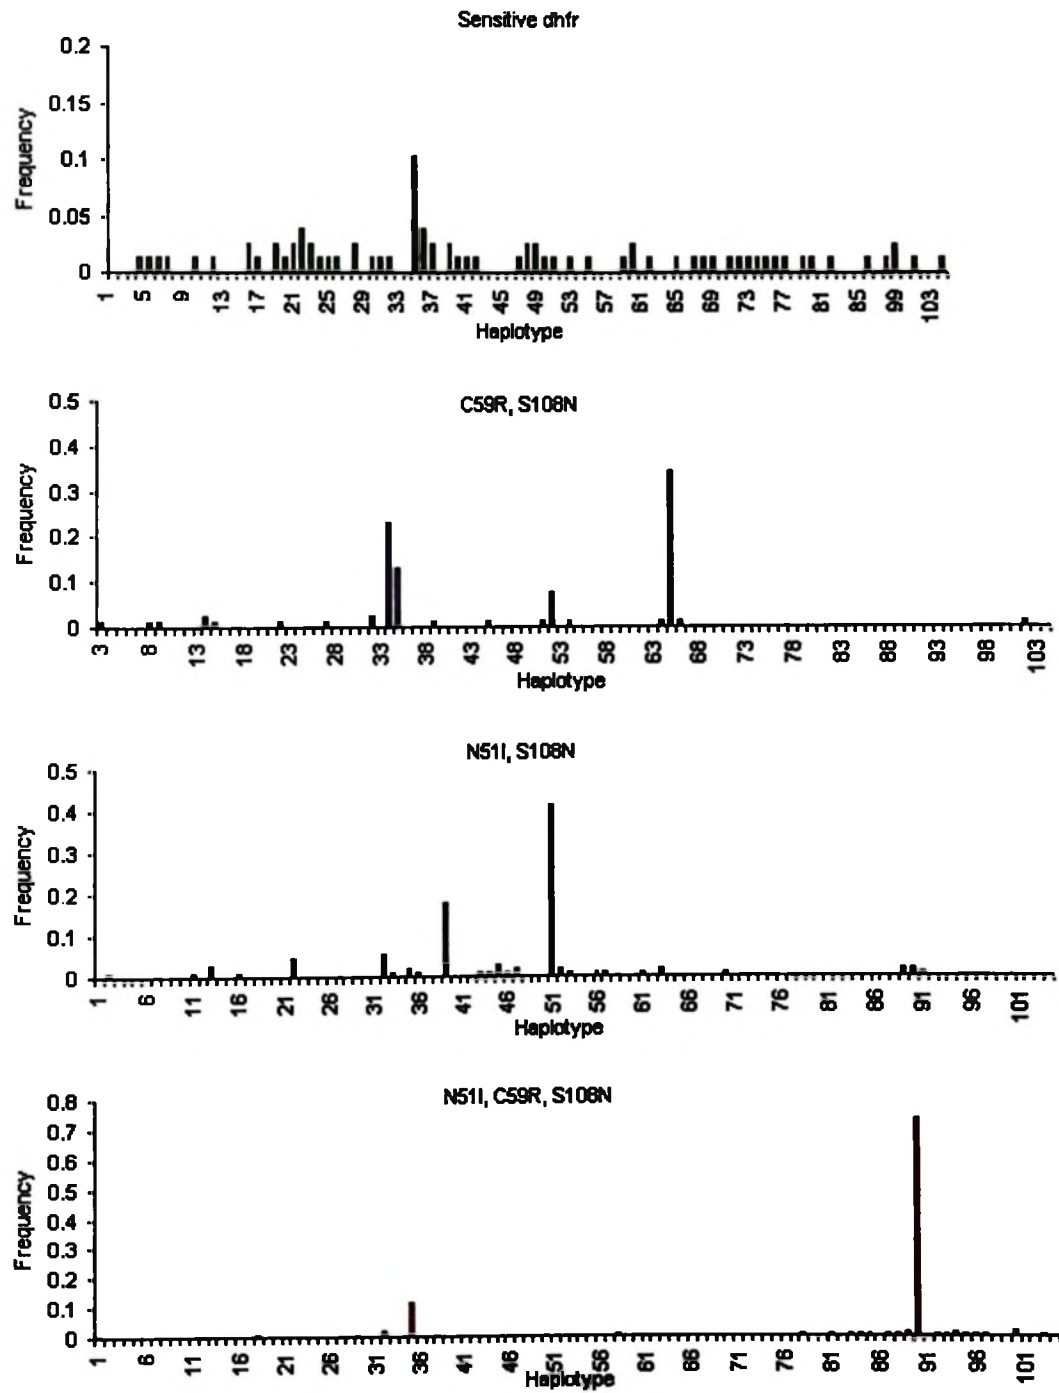 Sensitive dhfr
0.2
0.15
0.1
0.05
0
Frequency
1 5 9 13 17 21 25 29 33 37 41 45 49 53 57 61 65 69 73 77 81 85 99 103
Haplotype
C59R, S108N
0.5
0.4
0.3
0.2
0.1
0
Frequency
3 8 13 18 23 28 33 38 43 48 53 58 63 68 73 78 83 88 93 98 103
Haplotype
N51I, S108N
0.5
0.4
0.3
0.2
0.1
0
Frequency
1 6 11 16 21 26 31 36 41 46 51 56 61 66 71 76 81 86 91 96 101
Haplotype
N51I, C59R, S108N
0.8
0.7
0.6
0.5
0.4
0.3
0.2
0.1
0
Frequency
1 6 11 16 21 26 31 36 41 46 51 56 61 66 71 76 81 86 91 96 101
Haplotype